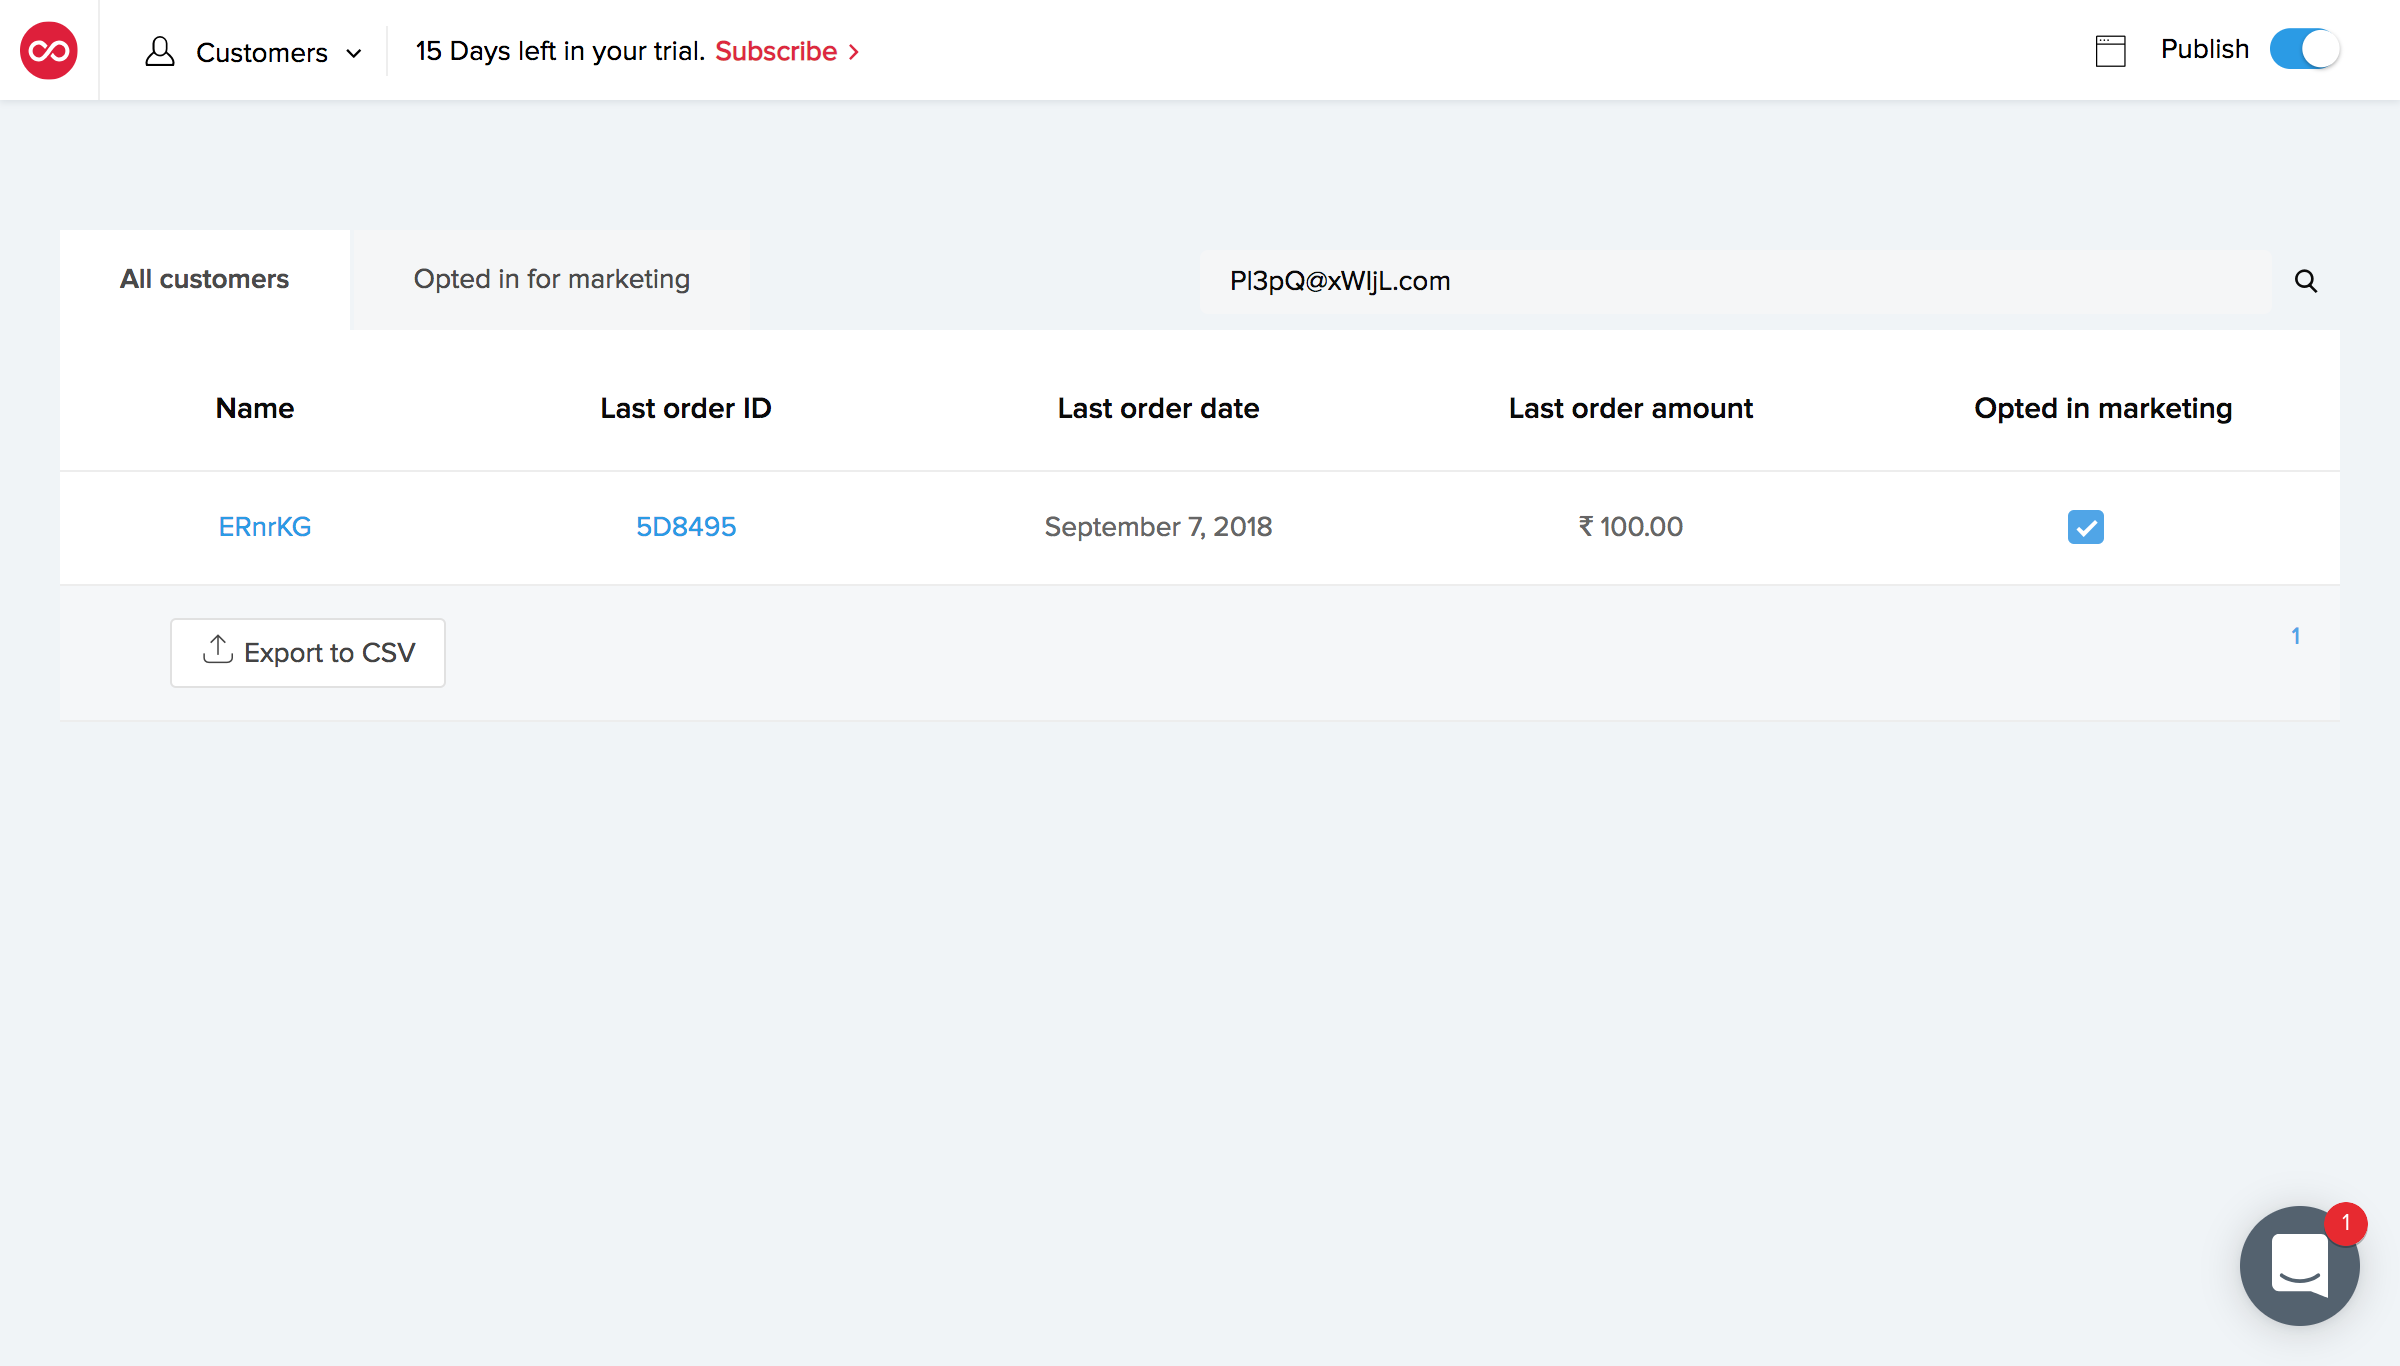 Customers
15 Days left in your trial. Subscribe
Publish
All customers
Opted in for marketing
Pl3pQ@xWljL.com
Name
Last order ID
Last order date
Last order amount
Opted in marketing
ERnrKG
5D8495
September 7, 2018
₹ 100.00
Export to CSV
1
1